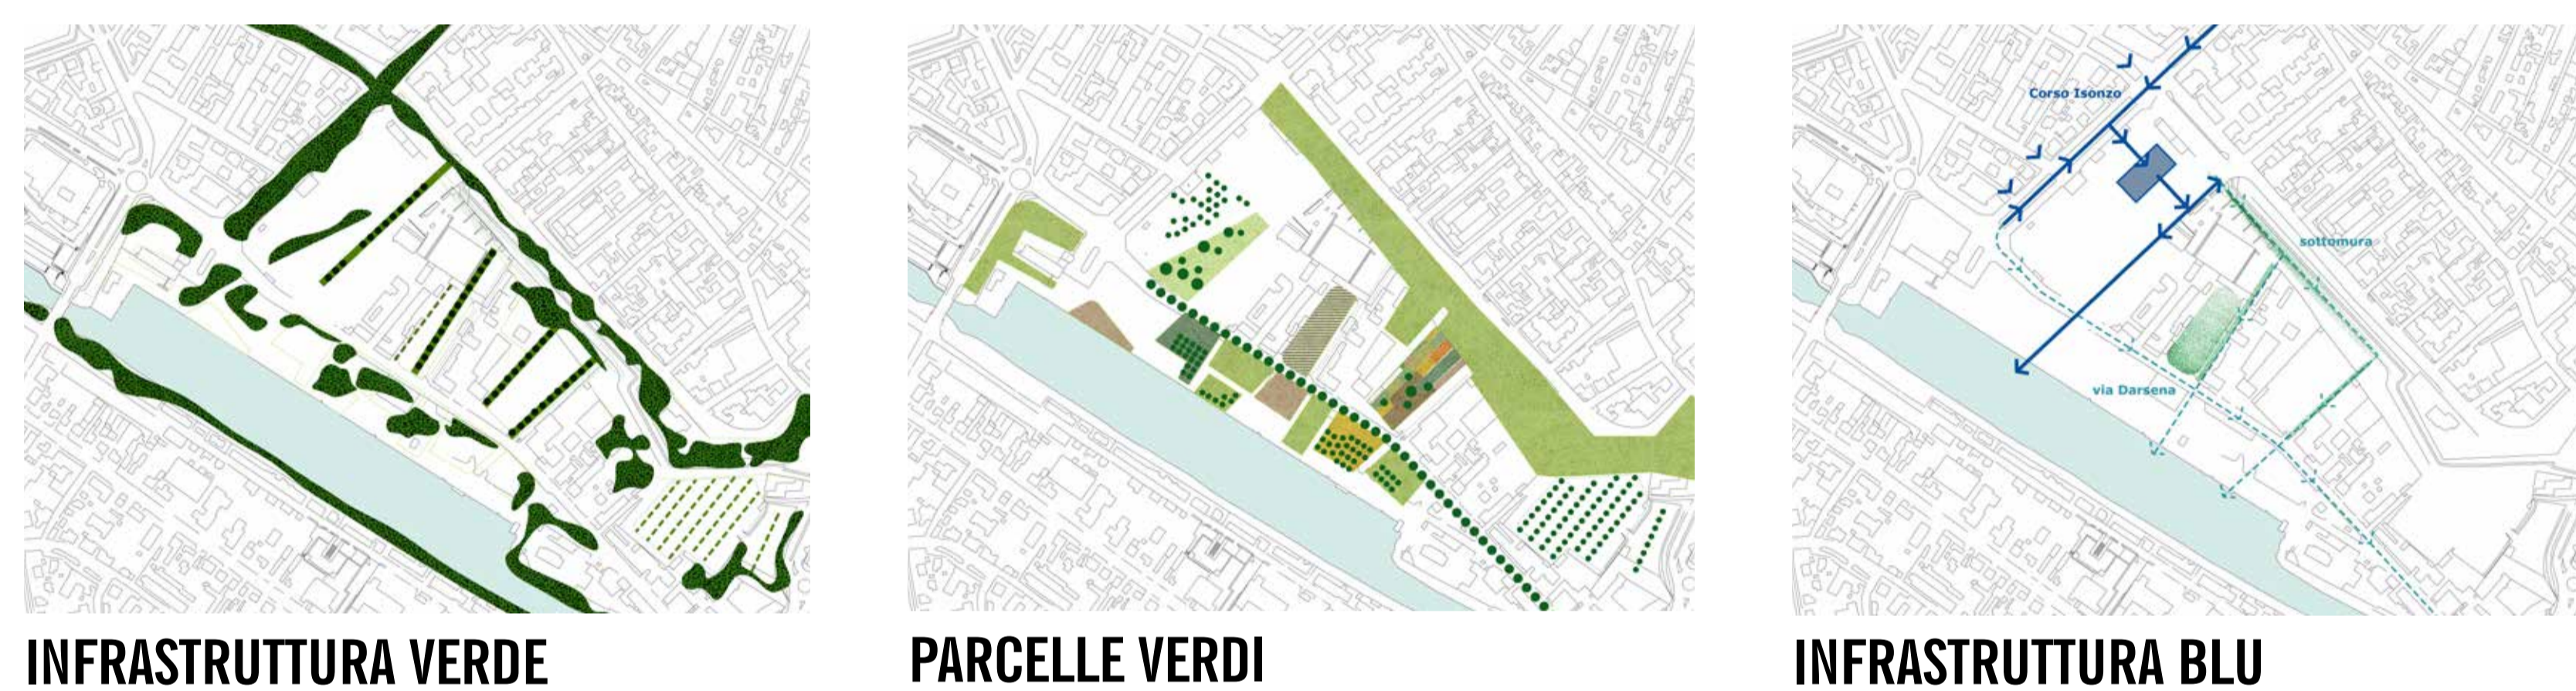 Corso Isonzo
sottomura
via Darsena
INFRASTRUTTURA VERDE
PARCELLE VERDI
INFRASTRUTTURA BLU